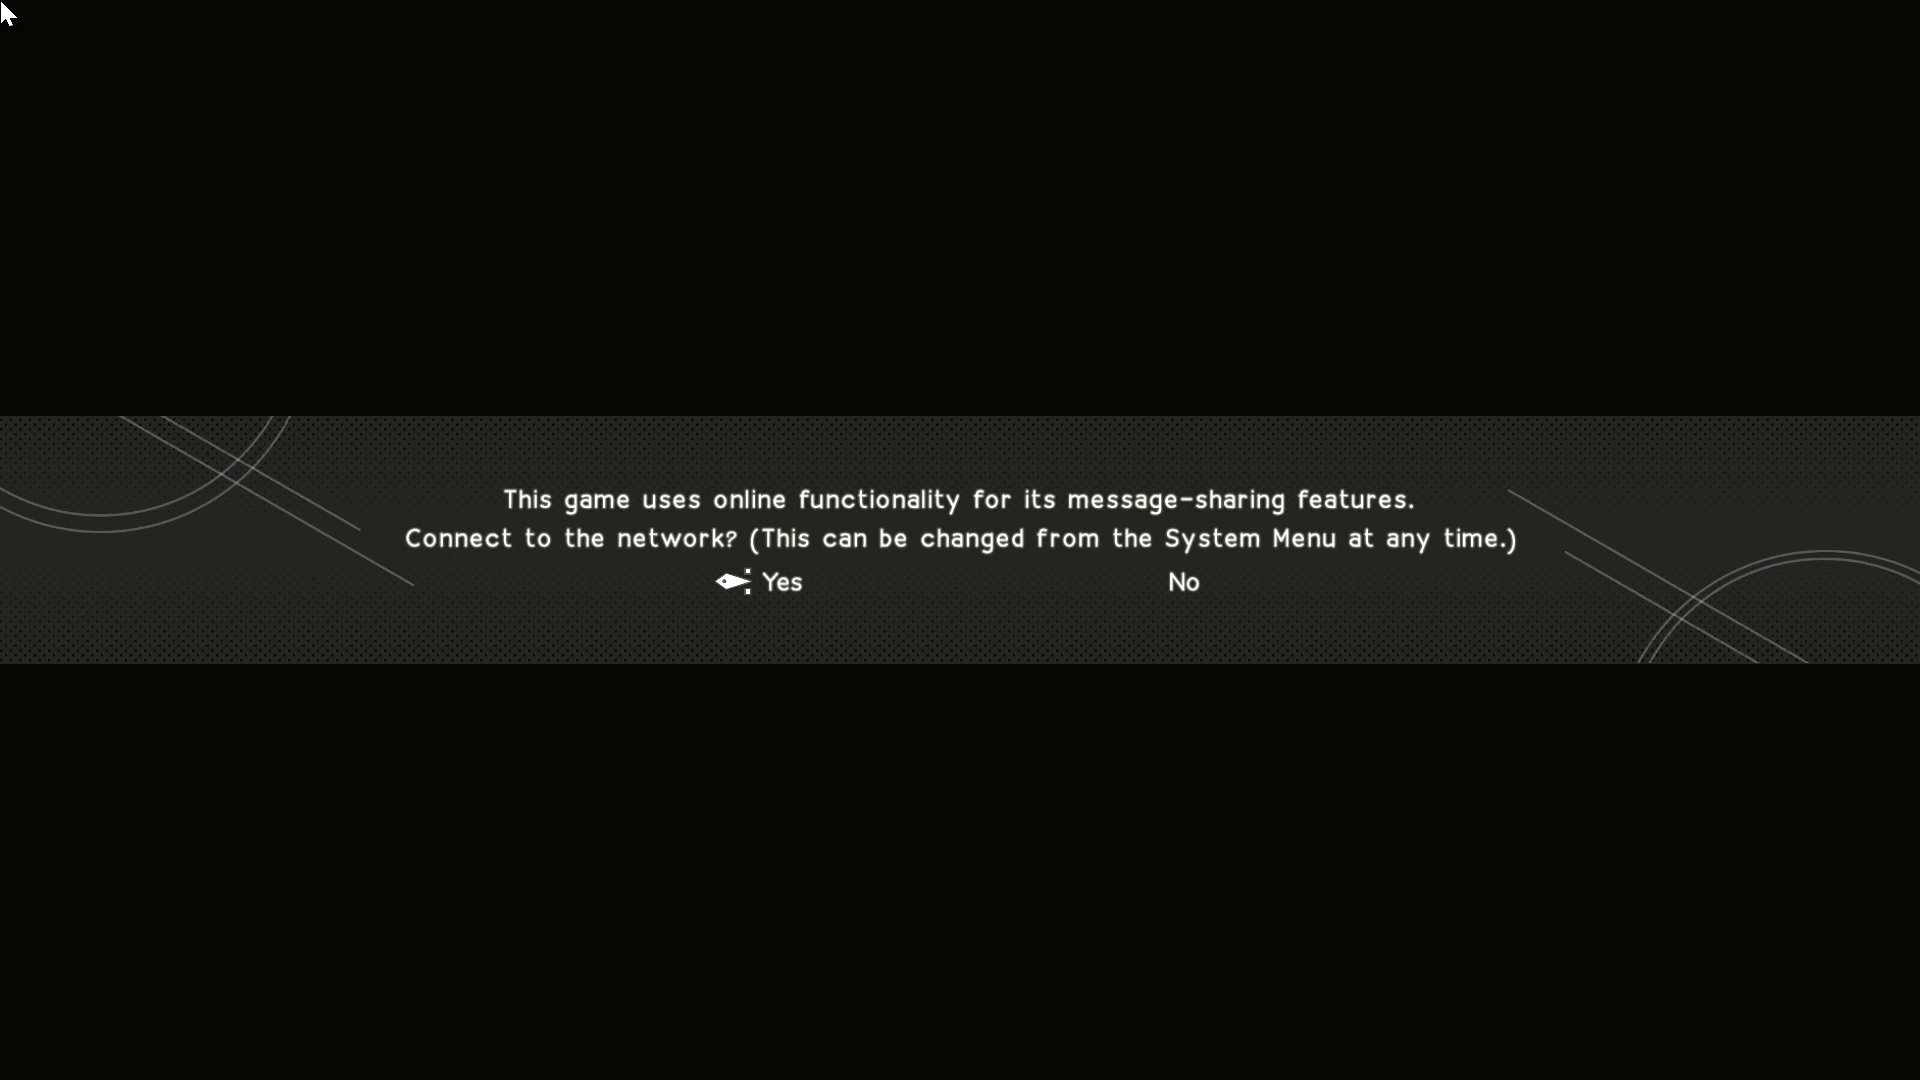 This game uses online functionality for its message-sharing features.
Connect to the network? (This can be changed from the System Menu at any time.)
Yes No